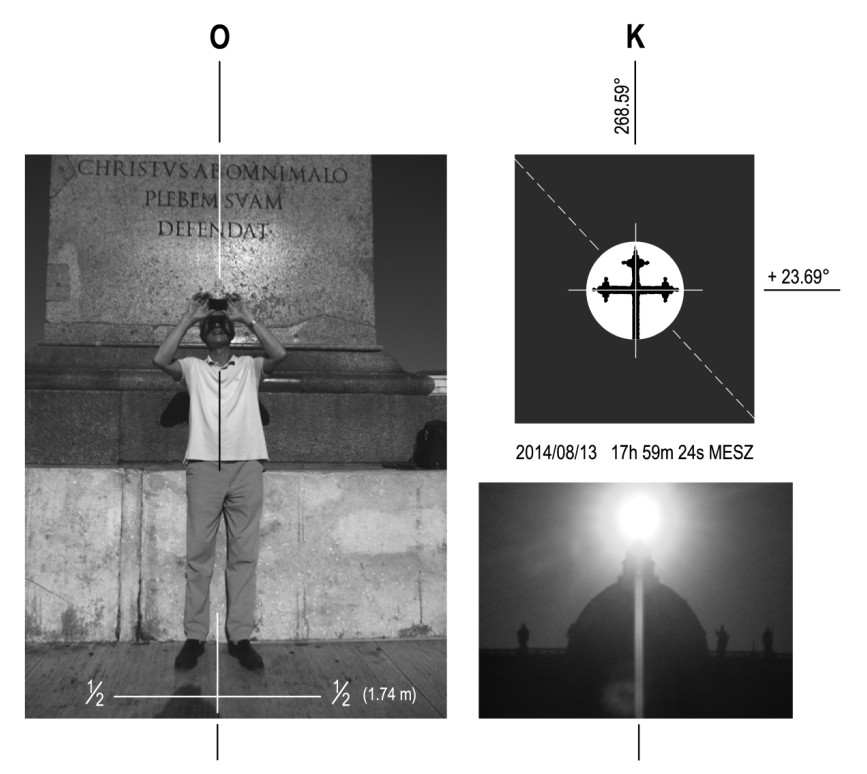 O
K
268.59°
CHRISTVS AB OMNI MALO
PLEBEM SVAM
DEFENDAT
+ 23.69°
2014/08/13 17h 59m 24s MESZ
½ ½ (1.74 m)